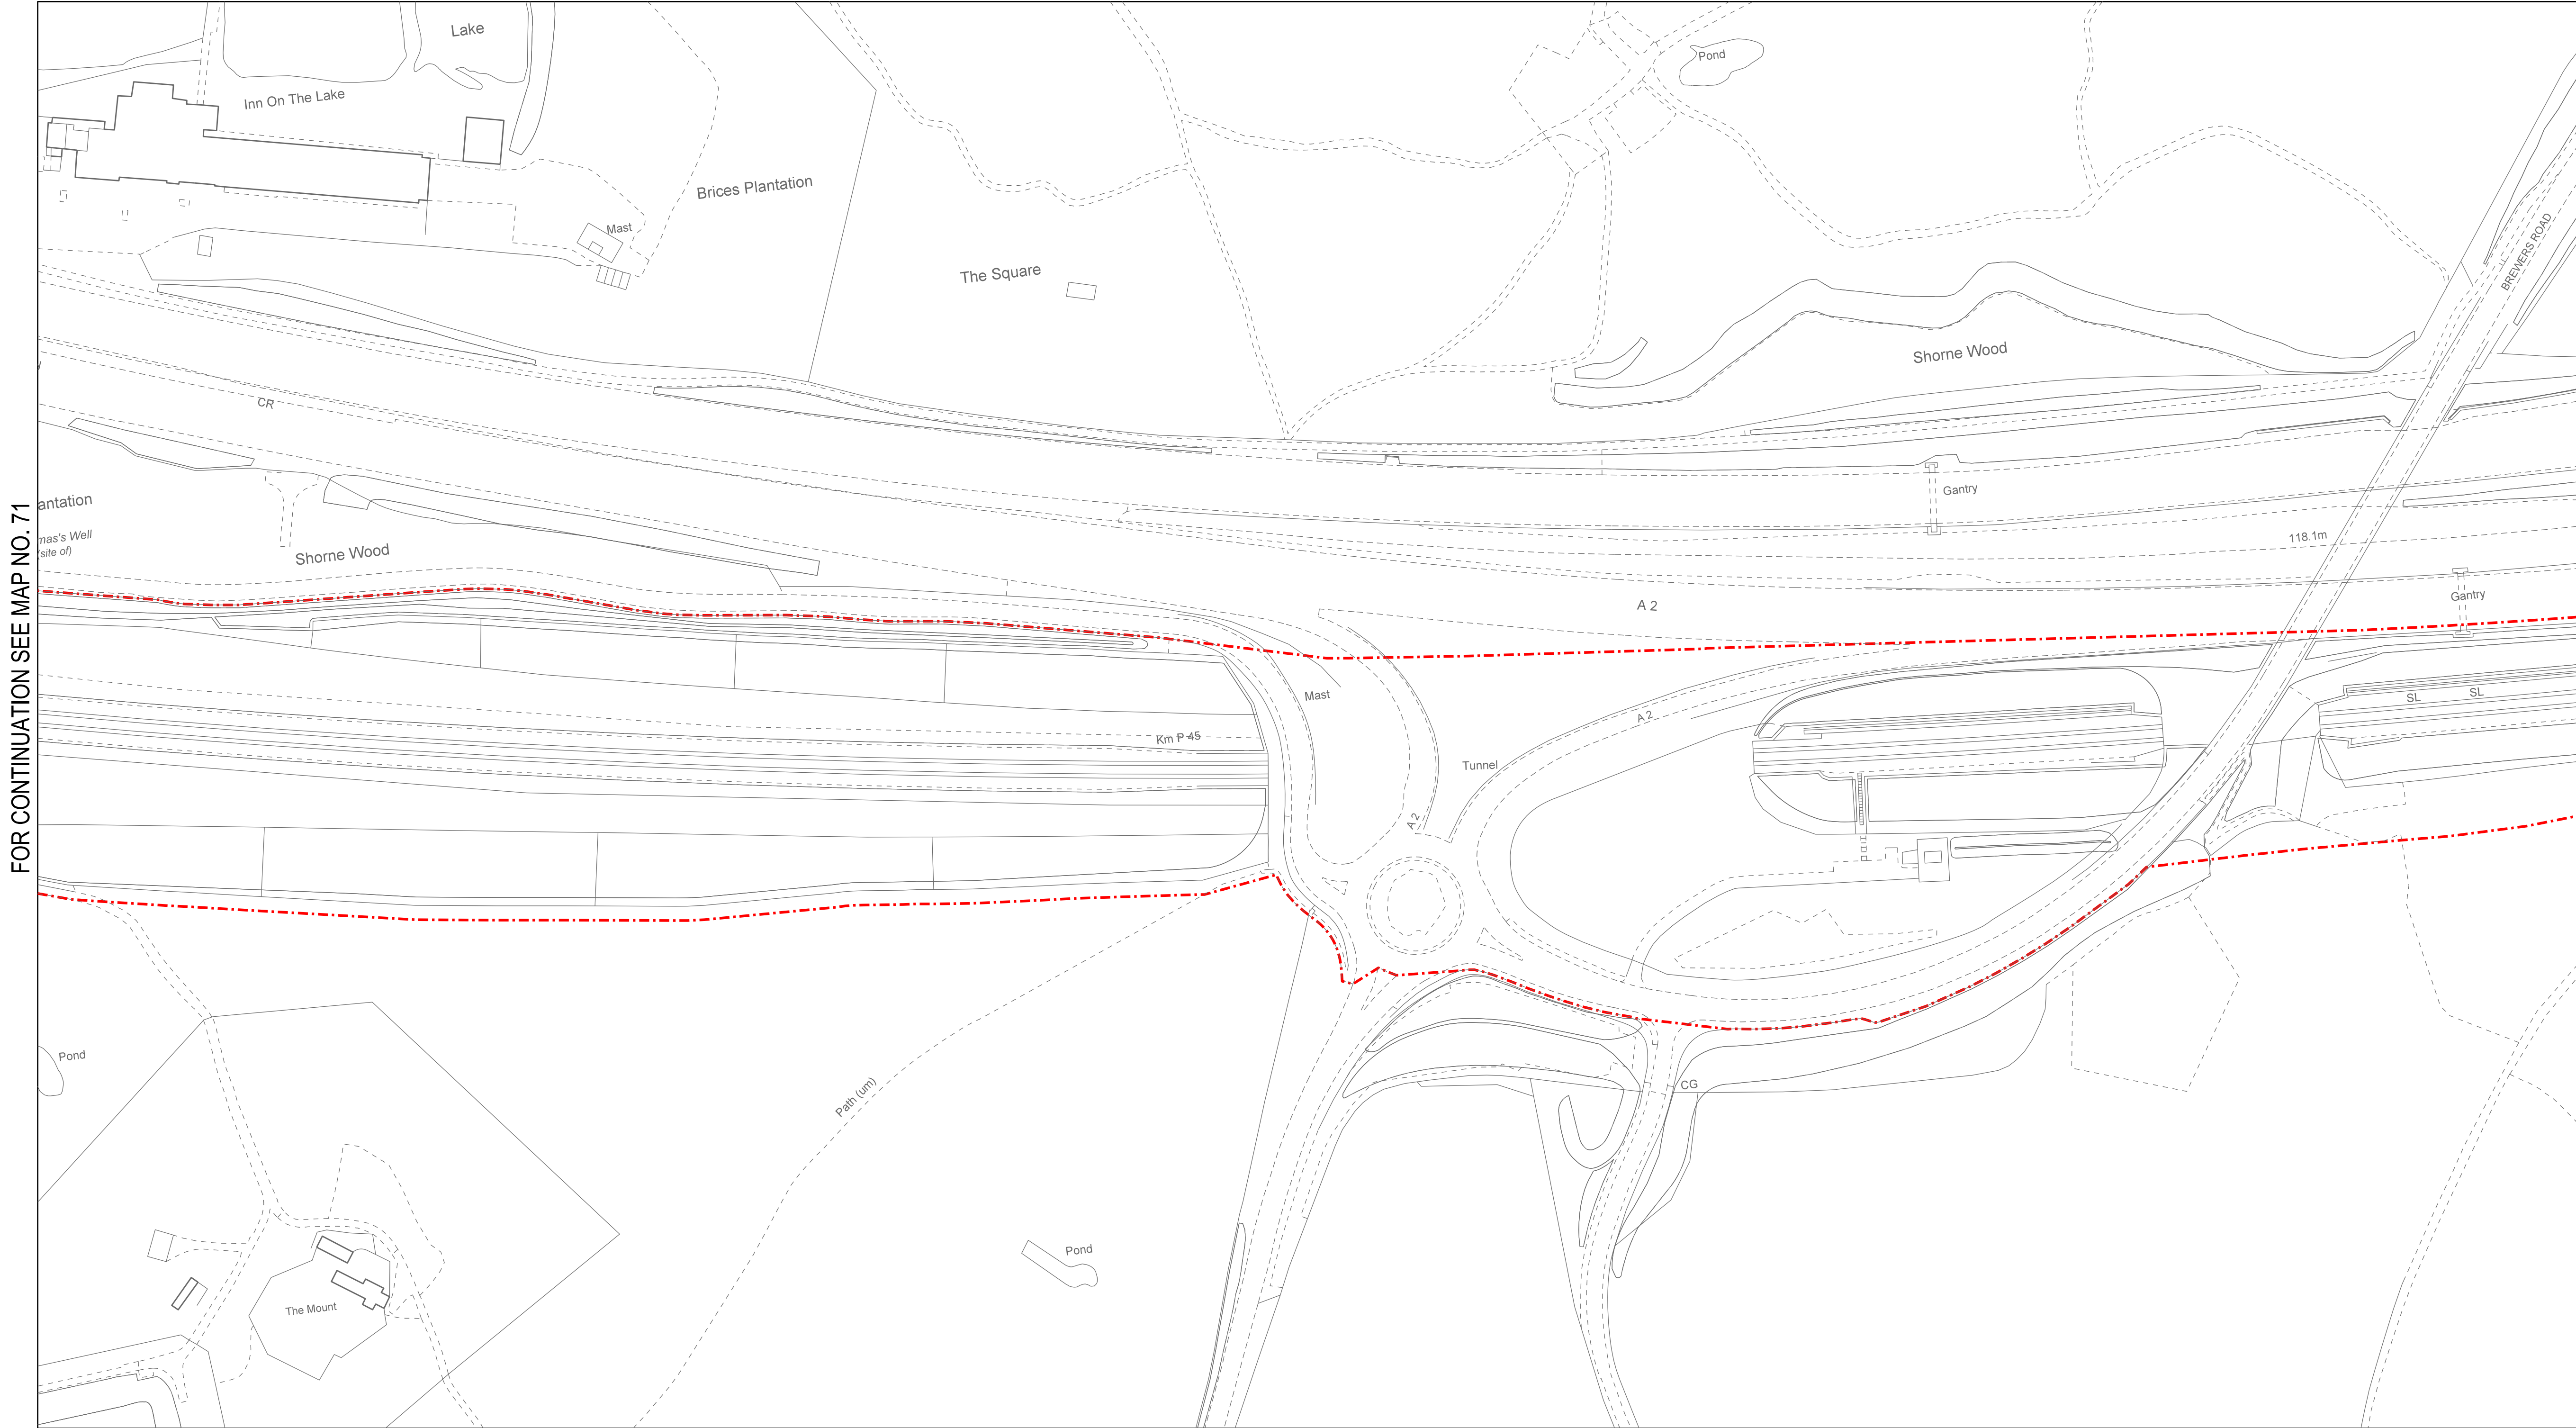 FOR CONTINUATION SEE MAP NO. 71
Lake
Pond
Inn On The Lake
Brices Plantation
Mast
The Square
BREWERS ROAD
Shorne Wood
CR
Gantry
antation
mas's Well
site of)
Shorne Wood
118.1m
Gantry
A 2
Mast
SL
SL
A 2
Km P 45
Tunnel
A 2
Pond
CG
Path (um)
Pond
The Mount